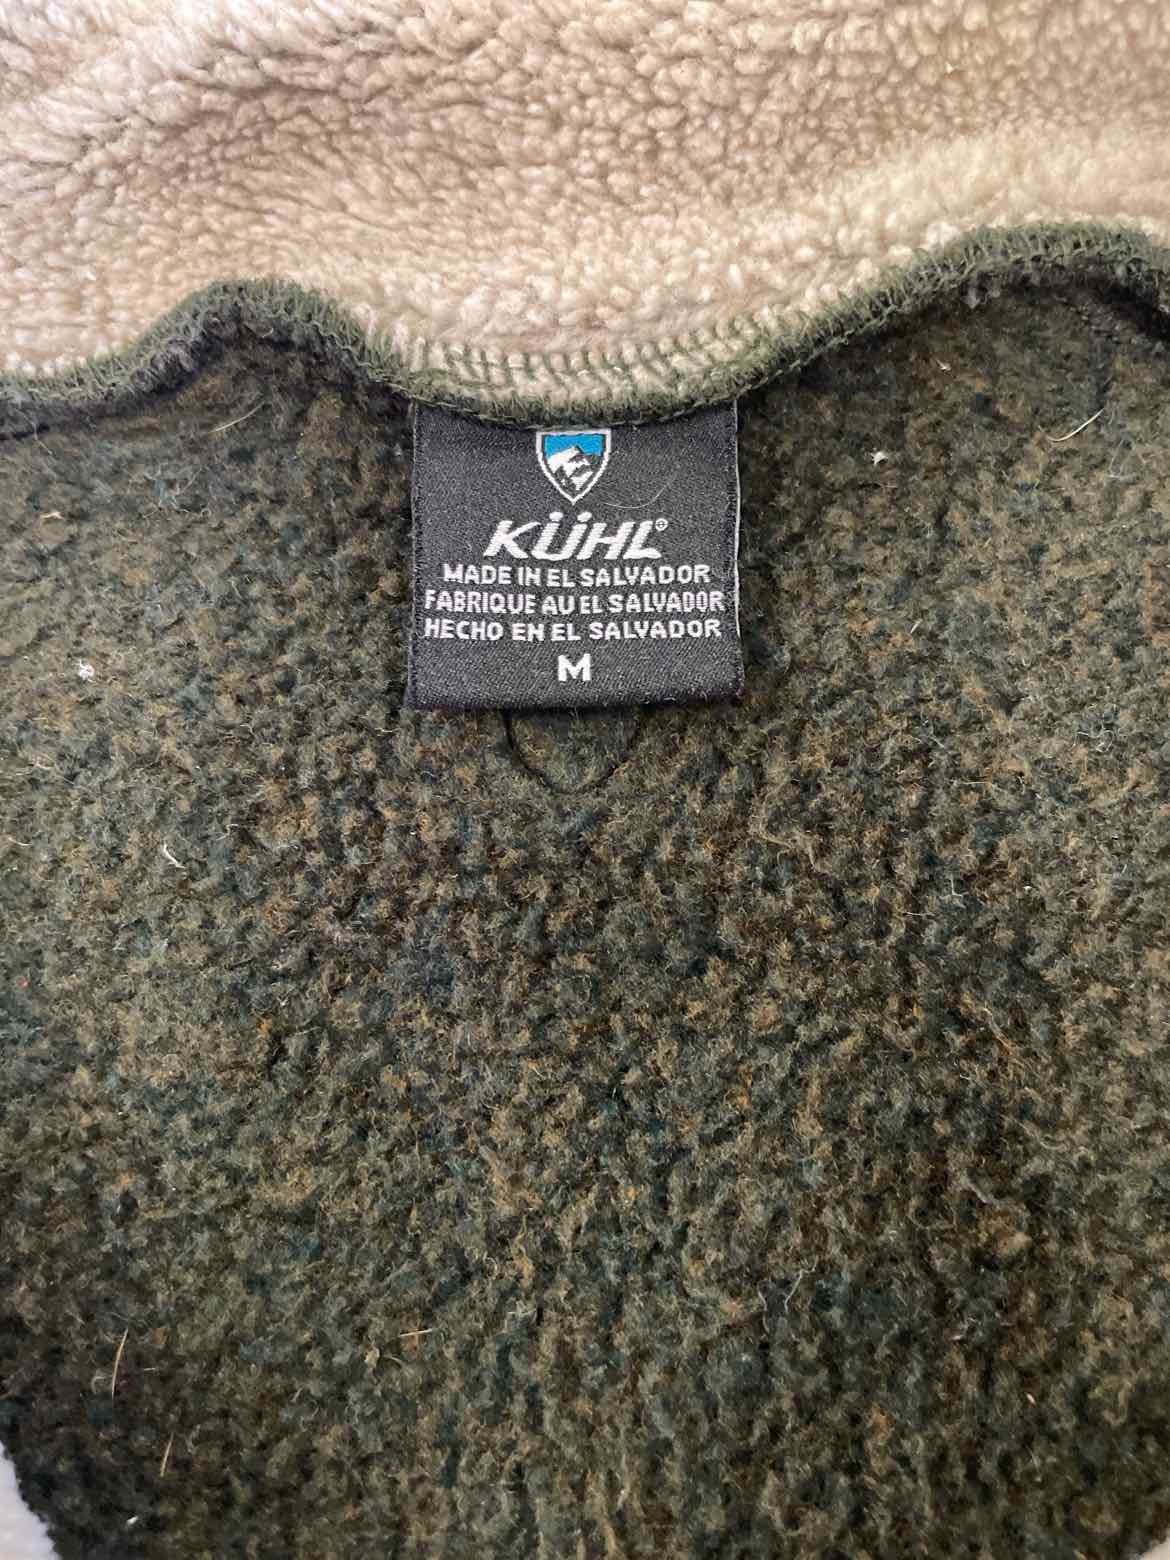 KÜHL®
MADE IN EL SALVADOR
FABRIQUE AU EL SALVADOR
HECHO EN EL SALVADOR
M